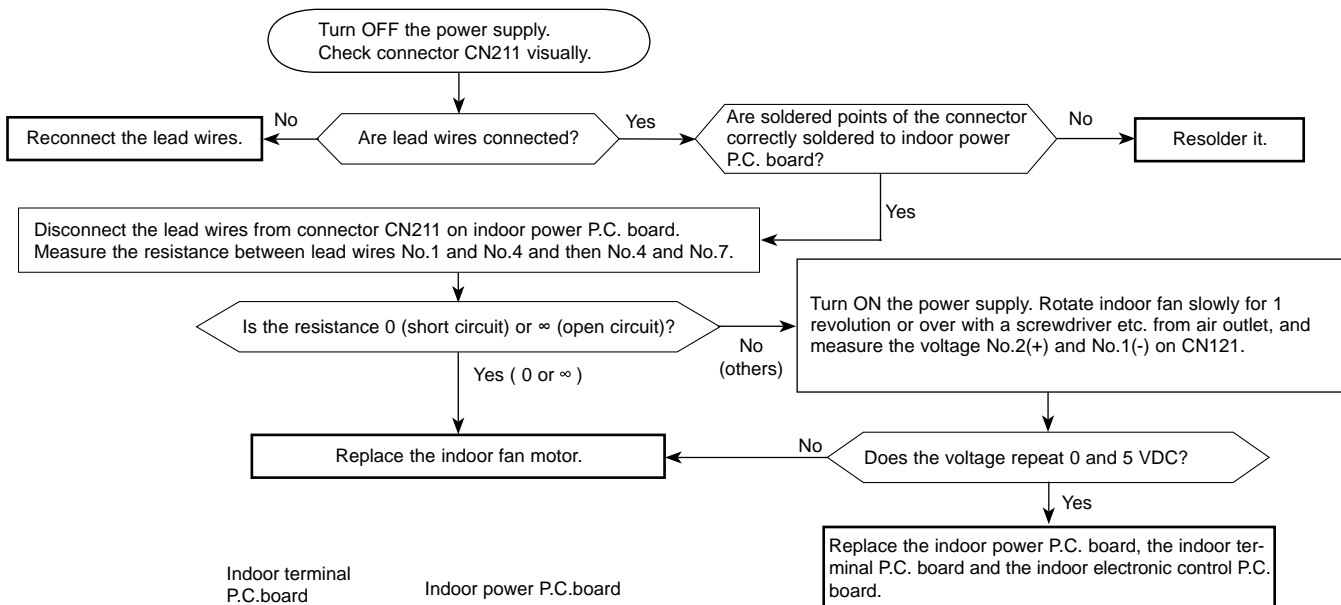 Turn OFF the power supply.
Check connector CN211 visually.
No
Are lead wires connected?
Yes
Reconnect the lead wires.
Are soldered points of the connector
correctly soldered to indoor power
P.C. board?
No
Resolder it.
Yes
Disconnect the lead wires from connector CN211 on indoor power P.C. board.
Measure the resistance between lead wires No.1 and No.4 and then No.4 and No.7.
Is the resistance 0 (short circuit) or ∞ (open circuit)?
No
(others)
Yes ( 0 or ∞ )
Turn ON the power supply. Rotate indoor fan slowly for 1
revolution or over with a screwdriver etc. from air outlet, and
measure the voltage No.2(+) and No.1(-) on CN121.
Replace the indoor fan motor.
No
Does the voltage repeat 0 and 5 VDC?
Yes
Replace the indoor power P.C. board, the indoor ter-
minal P.C. board and the indoor electronic control P.C.
board.
Indoor terminal
P.C.board
Indoor power P.C.board